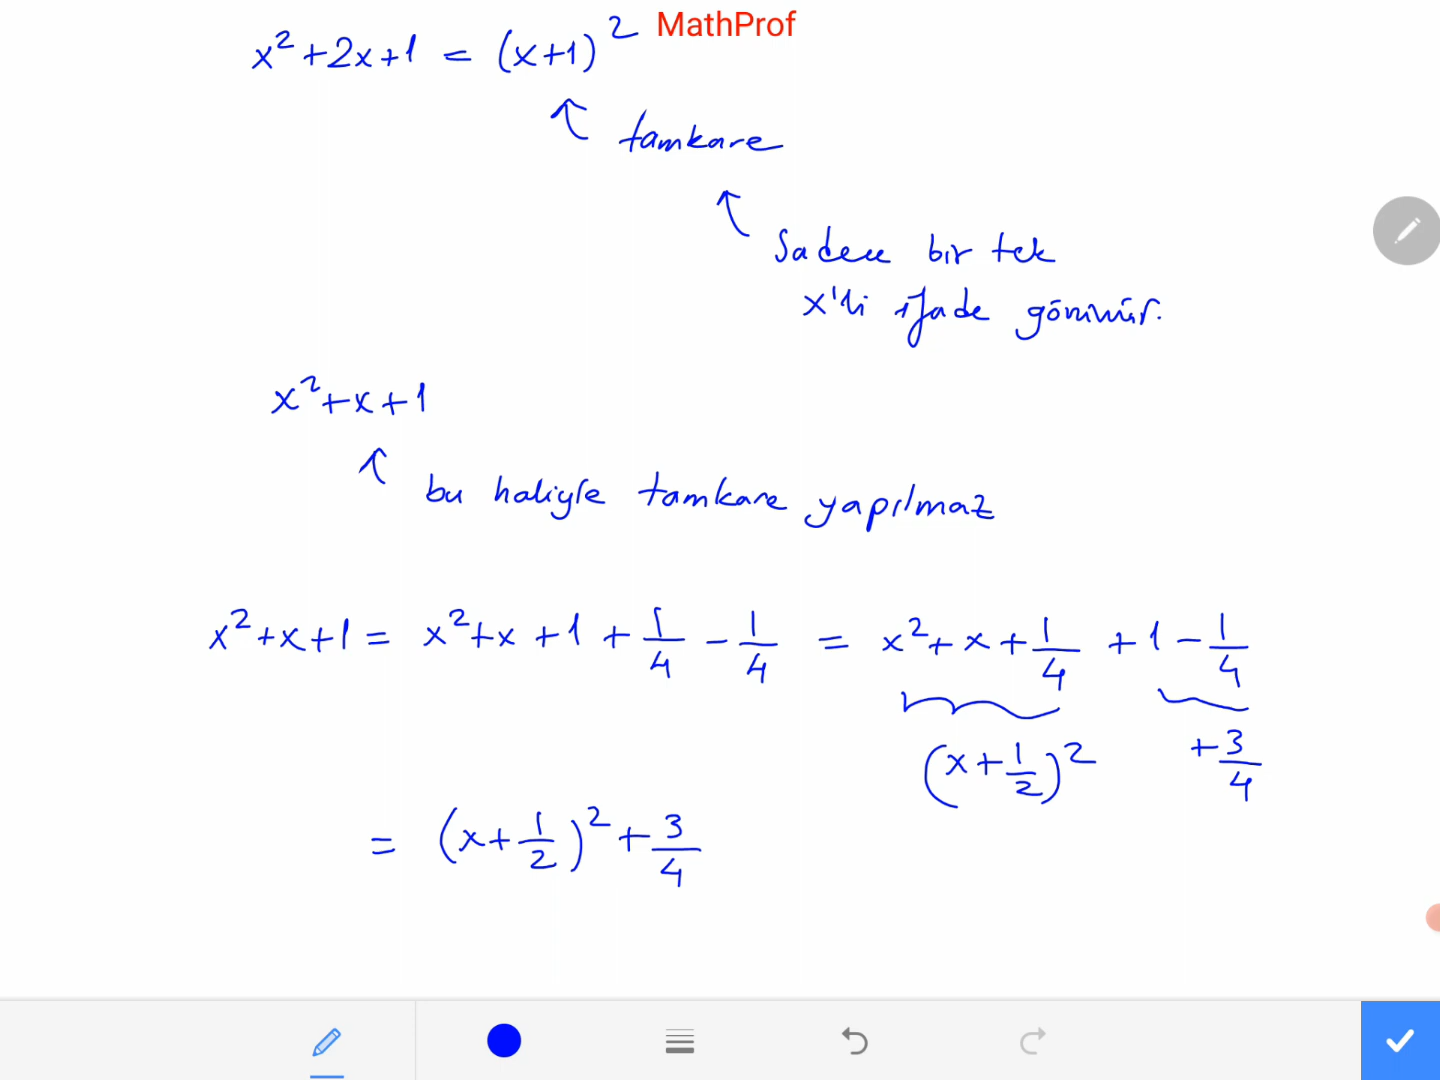 MathProf
x²+2x+1 = (x+1)²
tamkare
Sadece bir tek
x'li ifade görünür.
x²+x+1
bu haliyle tamkare yapılmaz
x²+x+1 = x²+x+1+1/4-1/4 = x²+x+1/4+1-1/4
(x+1/2)² +3/4
= (x+1/2)²+3/4